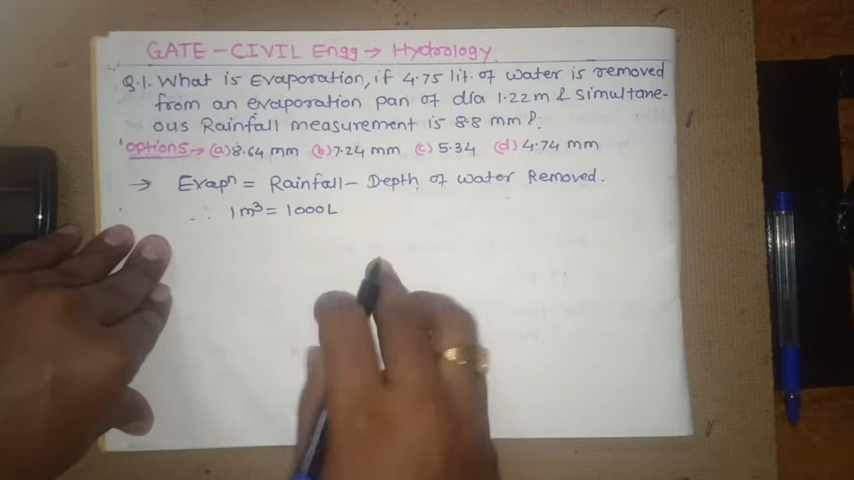 GATE - CIVIL Engg → Hydrology
Q.1. What is Evaporation, if 4.75 lit. of Water is removed
from an evaporation pan of dia 1.22m & Simultane-
ous Rainfall measurement is 8.8 mm ?.
Options → (a) 8.64 mm (b) 7.24 mm (c) 5.34 (d) 4.74 mm
→ Evapⁿ = Rainfall - Depth of water Removed.
∴ 1m³ = 1000L